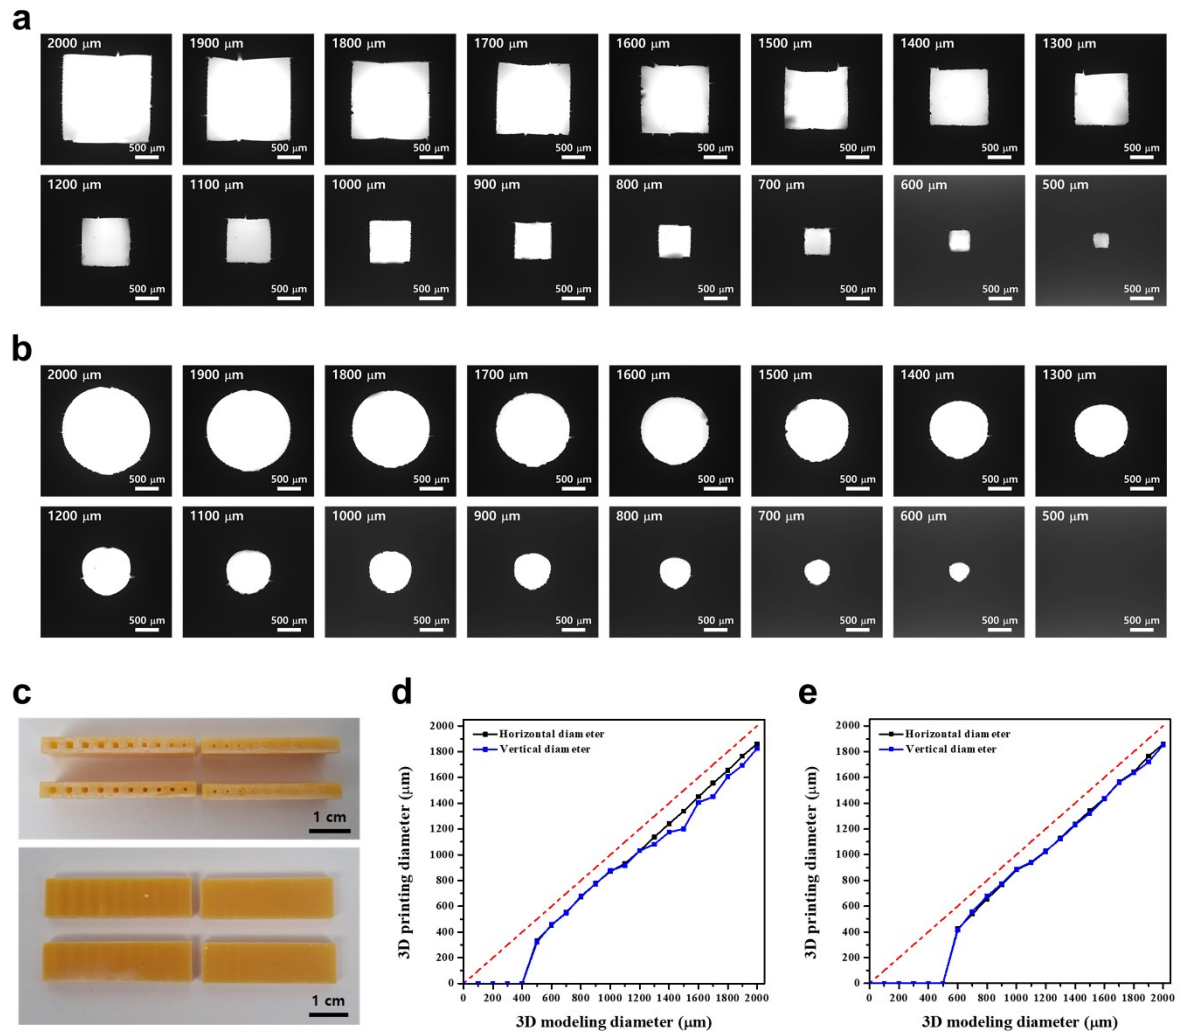 a
2000 μm 1900 μm 1800 μm 1700 μm 1600 μm 1500 μm 1400 μm 1300 μm
500 μm 500 μm 500 μm 500 μm 500 μm 500 μm 500 μm 500 μm
1200 μm 1100 μm 1000 μm 900 μm 800 μm 700 μm 600 μm 500 μm
500 μm 500 μm 500 μm 500 μm 500 μm 500 μm 500 μm 500 μm
b
2000 μm 1900 μm 1800 μm 1700 μm 1600 μm 1500 μm 1400 μm 1300 μm
500 μm 500 μm 500 μm 500 μm 500 μm 500 μm 500 μm 500 μm
1200 μm 1100 μm 1000 μm 900 μm 800 μm 700 μm 600 μm 500 μm
500 μm 500 μm 500 μm 500 μm 500 μm 500 μm 500 μm 500 μm
c
1 cm
1 cm
d
3D printing diameter (μm)
2000
1800
1600
1400
1200
1000
800
600
400
200
0
Horizontal diameter
Vertical diameter
0 200 400 600 800 1000 1200 1400 1600 1800 2000
3D modeling diameter (μm)
e
3D printing diameter (μm)
2000
1800
1600
1400
1200
1000
800
600
400
200
0
Horizontal diameter
Vertical diameter
0 200 400 600 800 1000 1200 1400 1600 1800 2000
3D modeling diameter (μm)